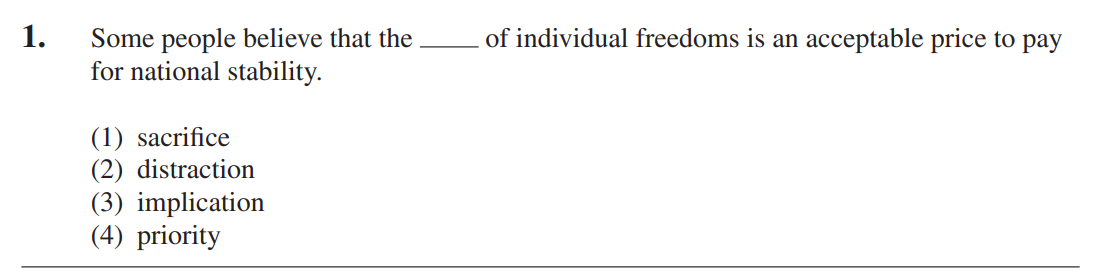 1. Some people believe that the ____ of individual freedoms is an acceptable price to pay
for national stability.
(1) sacrifice
(2) distraction
(3) implication
(4) priority